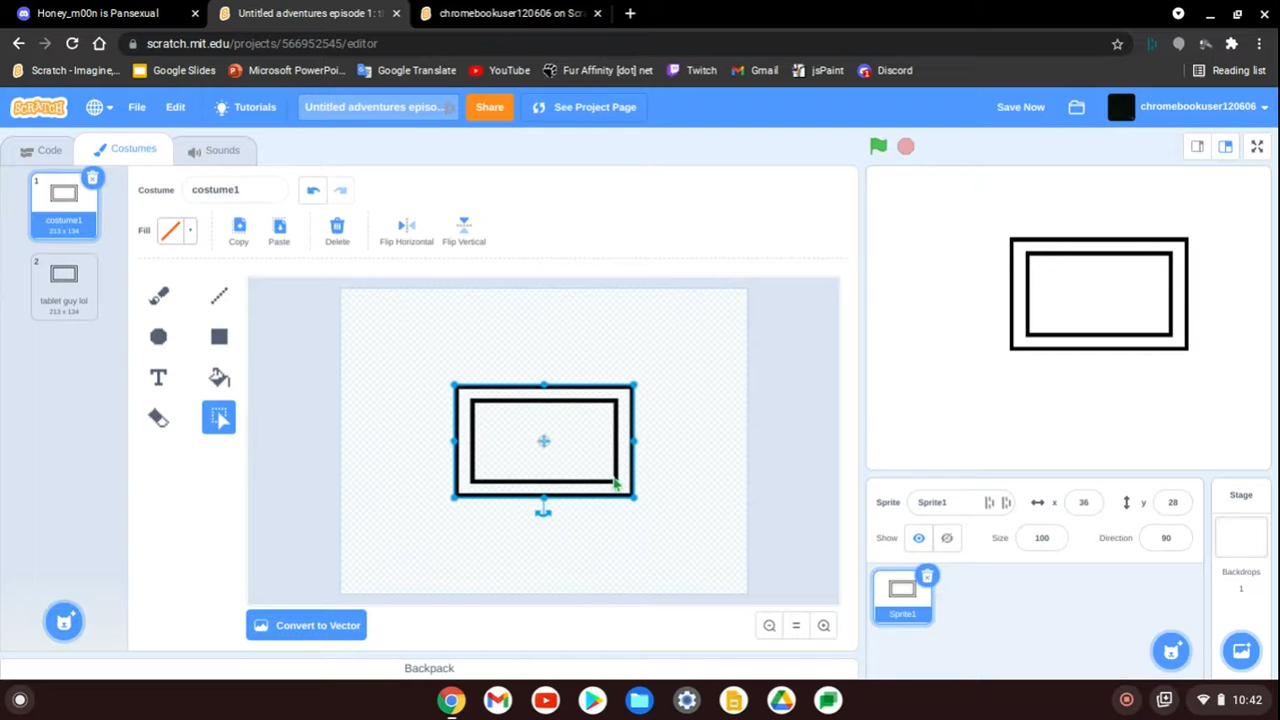 Honey_m00n is Pansexual
Untitled adventures episode 1: t
chromebookuser120606 on Scr
scratch.mit.edu/projects/566952545/editor
Scratch - Imagine,...
Google Slides
Microsoft PowerPoi...
Google Translate
YouTube
Fur Affinity [dot] net
Twitch
Gmail
jsPaint
Discord
Reading list
SCRATCH
File
Edit
Tutorials
Untitled adventures episo...
Share
See Project Page
Save Now
chromebookuser120606
Code
Costumes
Sounds
1
costume1
213 x 134
2
tablet guy lol
213 x 134
Costume
costume1
Fill
Copy
Paste
Delete
Flip Horizontal
Flip Vertical
T
Convert to Vector
Backpack
Sprite
Sprite1
x
36
y
28
Show
Size
100
Direction
90
Sprite1
Stage
Backdrops
1
10:42